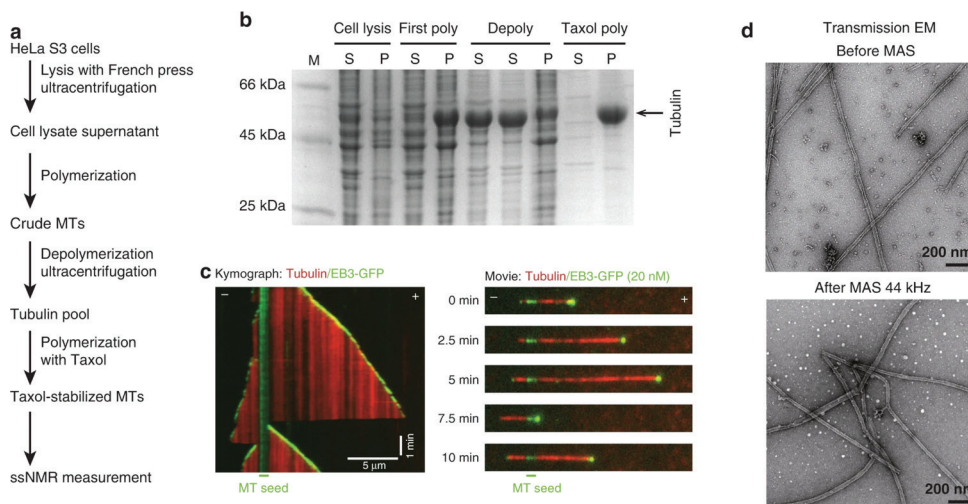 a
HeLa S3 cells
Lysis with French press
ultracentrifugation
Cell lysate supernatant
Polymerization
Crude MTs
Depolymerization
ultracentrifugation
Tubulin pool
Polymerization
with Taxol
Taxol-stabilized MTs
ssNMR measurement
b
Cell lysis First poly Depoly Taxol poly
M S P S P S S P S P
66 kDa
45 kDa
25 kDa
Tubulin
c Kymograph: Tubulin/EB3-GFP
– +
5 µm
1 min
MT seed
Movie: Tubulin/EB3-GFP (20 nM)
0 min – +
2.5 min
5 min
7.5 min
10 min
MT seed
d
Transmission EM
Before MAS
200 nm
After MAS 44 kHz
200 nm